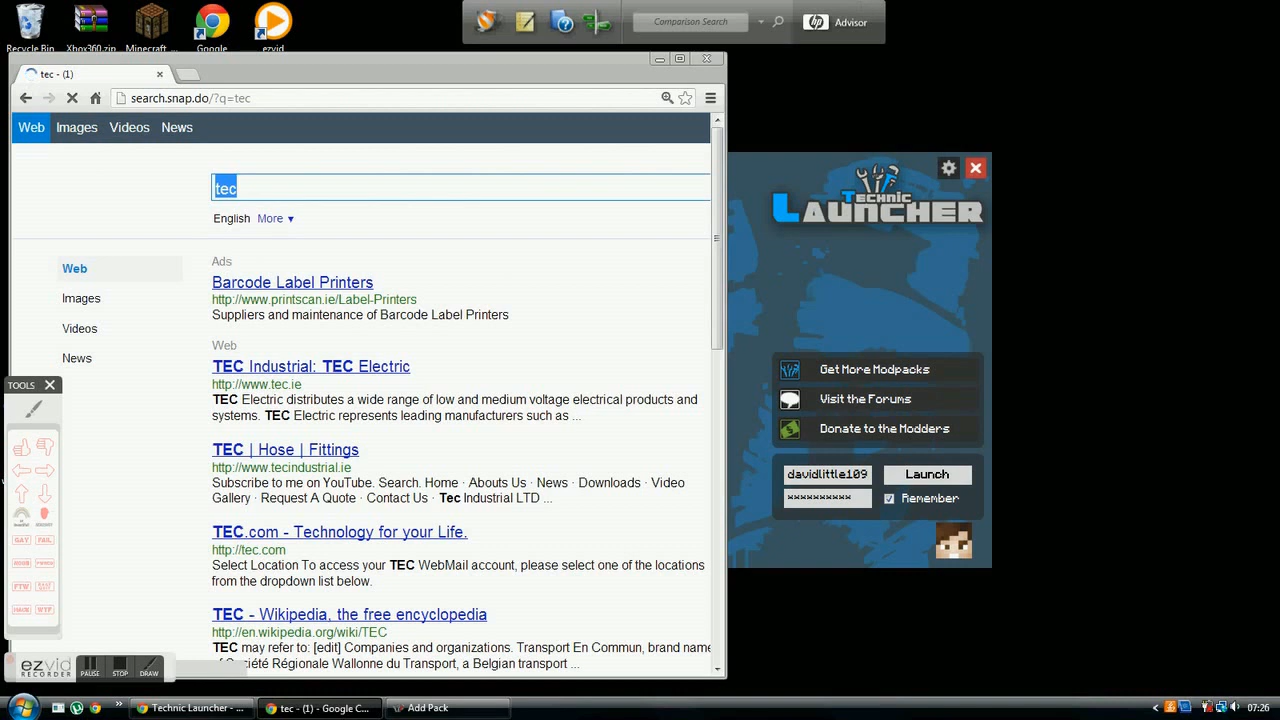 Recycle Bin
Xbox360.zip
Minecraft ...
Google
ezvid
Comparison Search
hp
Advisor
tec - (1)
search.snap.do/?q=tec
Web
Images
Videos
News
tec
English
More ▼
Web
Images
Videos
News
Ads
Barcode Label Printers
http://www.printscan.ie/Label-Printers
Suppliers and maintenance of Barcode Label Printers
Web
TEC Industrial: TEC Electric
http://www.tec.ie
TEC Electric distributes a wide range of low and medium voltage electrical products and
systems. TEC Electric represents leading manufacturers such as ...
TEC | Hose | Fittings
http://www.tecindustrial.ie
Subscribe to me on YouTube. Search. Home · Abouts Us · News · Downloads · Video
Gallery · Request A Quote · Contact Us · Tec Industrial LTD ...
TEC.com - Technology for your Life.
http://tec.com
Select Location To access your TEC WebMail account, please select one of the locations
from the dropdown list below.
TEC - Wikipedia, the free encyclopedia
http://en.wikipedia.org/wiki/TEC
TEC may refer to: [edit] Companies and organizations. Transport En Commun, brand name
of Société Régionale Wallonne du Transport, a Belgian transport ...
TOOLS
GAY
FAIL
NOOB
FTW
WTF
ezvid
RECORDER
PAUSE
STOP
DRAW
Technic
Launcher
Get More Modpacks
Visit the Forums
Donate to the Modders
davidlittle109
Launch
**********
Remember
Technic Launcher - ...
tec - (1) - Google C...
Add Pack
07:26